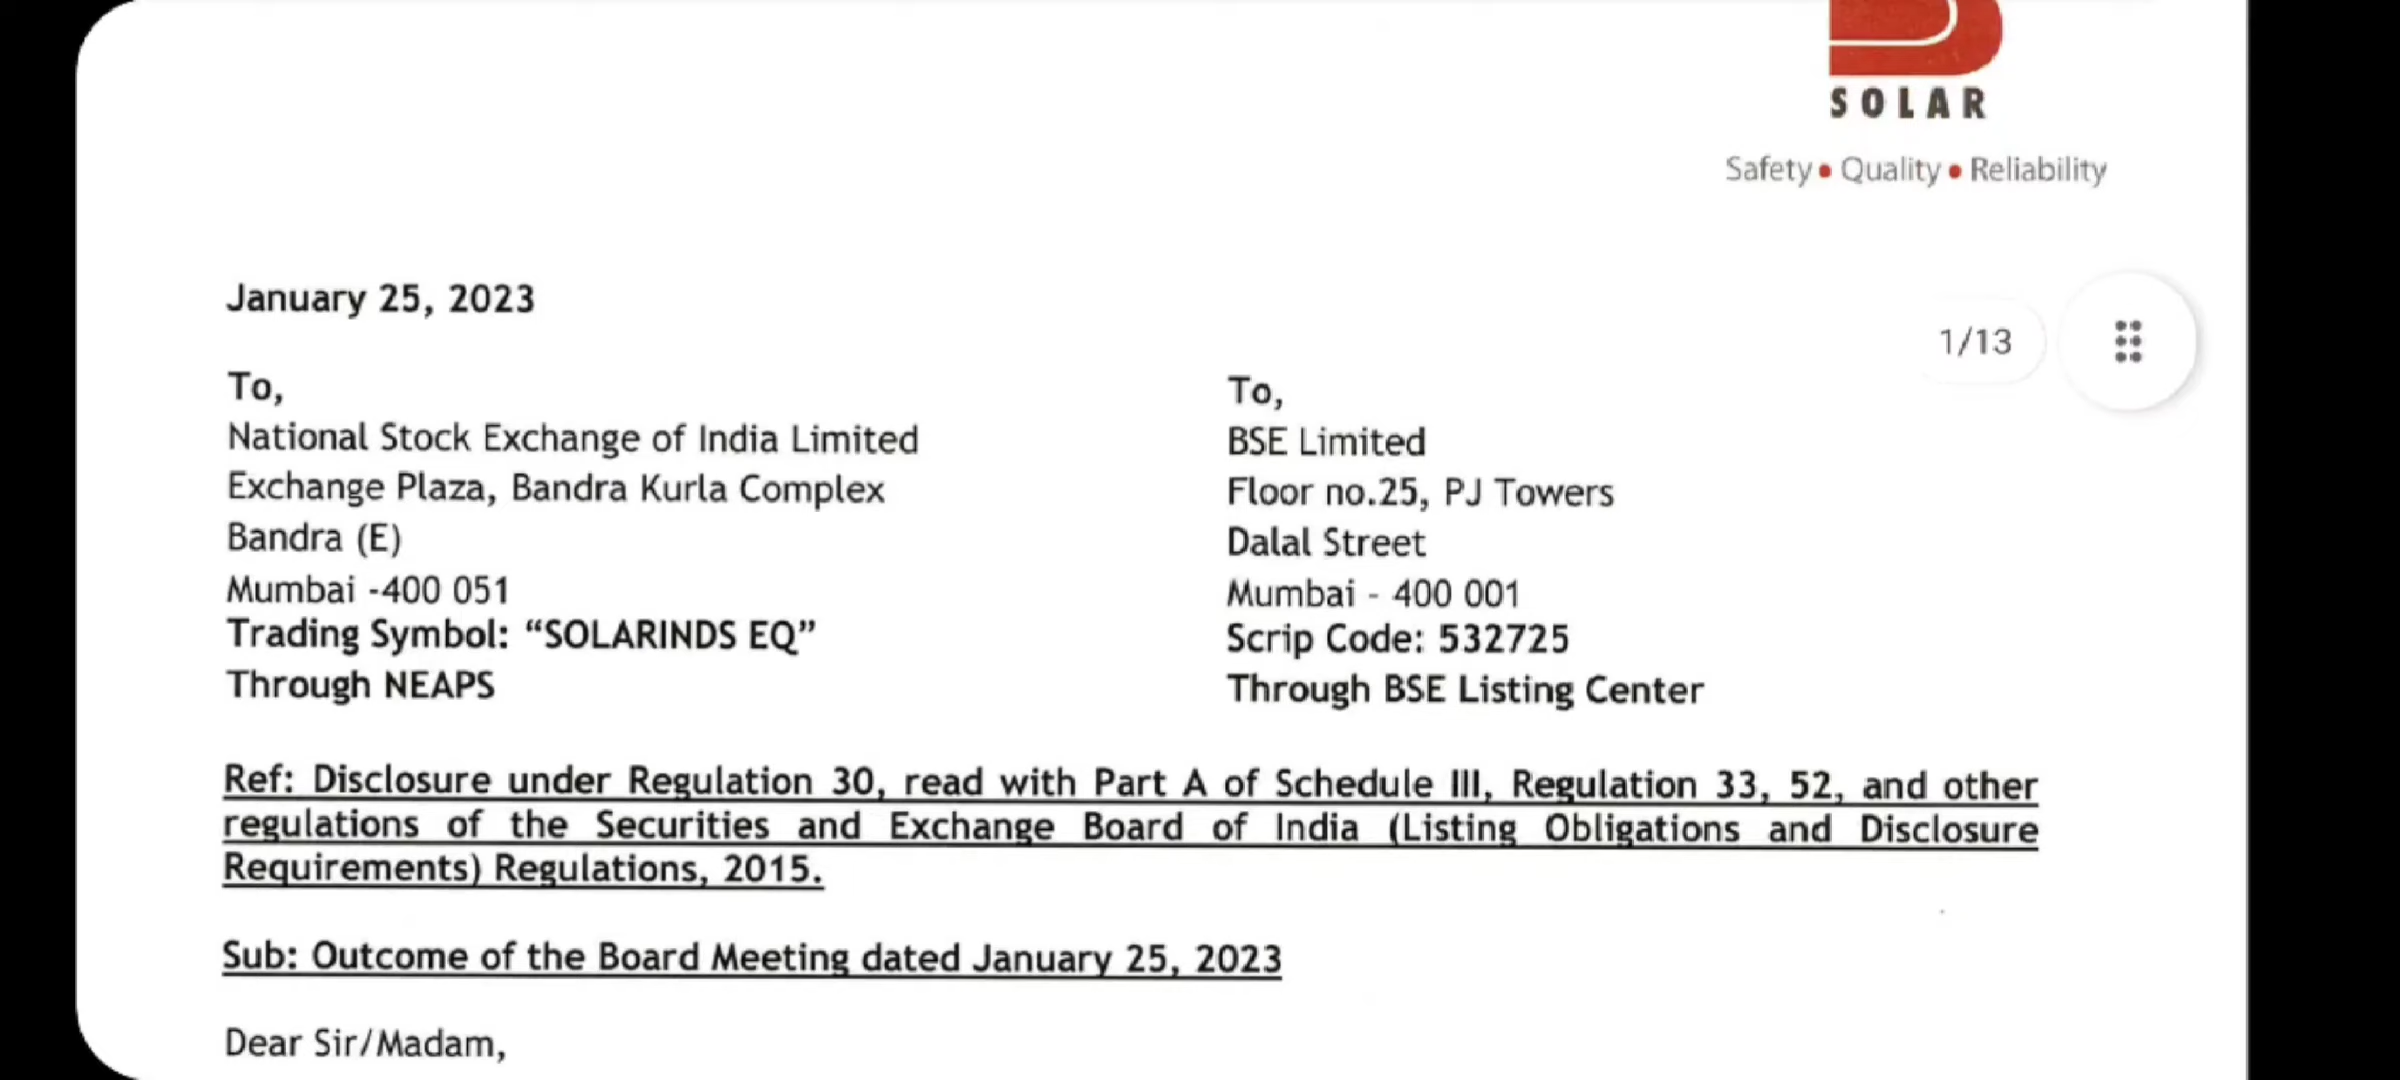 SOLAR
Safety • Quality • Reliability
January 25, 2023
1/13
To,
National Stock Exchange of India Limited
Exchange Plaza, Bandra Kurla Complex
Bandra (E)
Mumbai -400 051
Trading Symbol: “SOLARINDS EQ”
Through NEAPS
To,
BSE Limited
Floor no.25, PJ Towers
Dalal Street
Mumbai - 400 001
Scrip Code: 532725
Through BSE Listing Center
Ref: Disclosure under Regulation 30, read with Part A of Schedule III, Regulation 33, 52, and other
regulations of the Securities and Exchange Board of India (Listing Obligations and Disclosure
Requirements) Regulations, 2015.
Sub: Outcome of the Board Meeting dated January 25, 2023
Dear Sir/Madam,